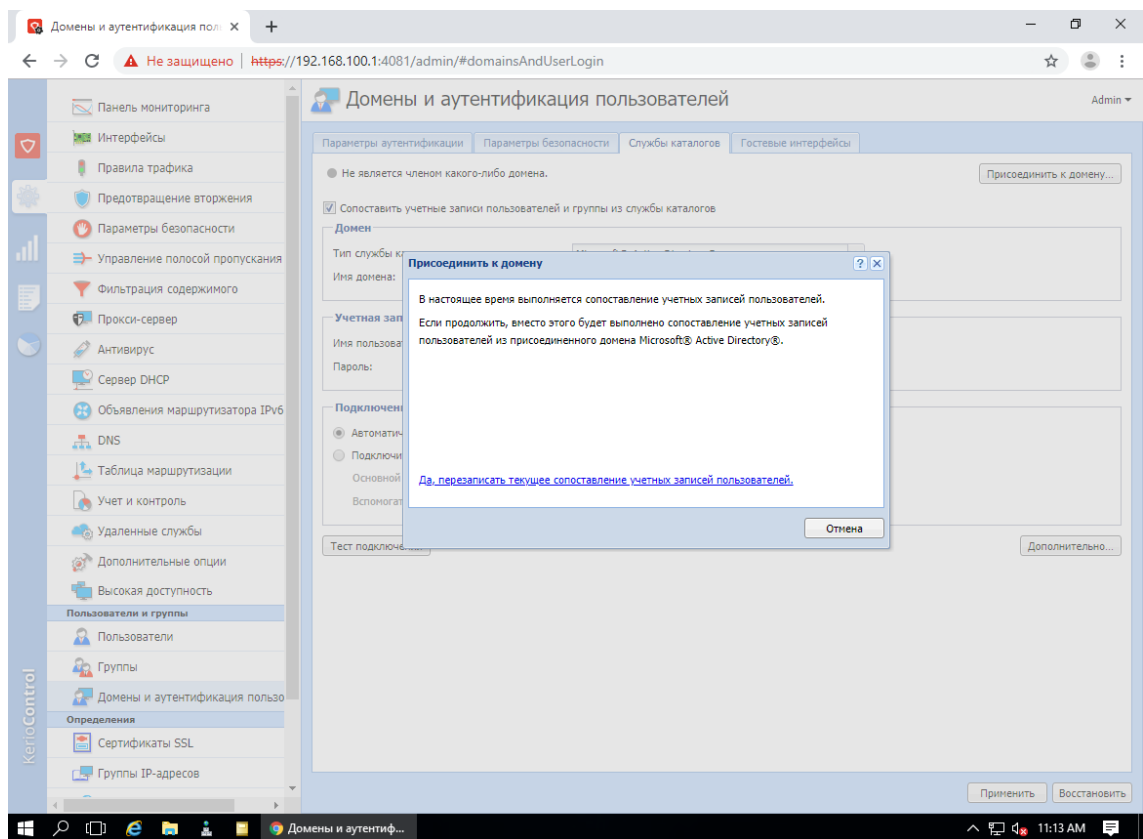 Домены и аутентификация пол
Не защищено | https://192.168.100.1:4081/admin/#domainsAndUserLogin
Панель мониторинга
Интерфейсы
Правила трафика
Предотвращение вторжения
Параметры безопасности
Управление полосой пропускания
Фильтрация содержимого
Прокси-сервер
Антивирус
Сервер DHCP
Объявления маршрутизатора IPv6
DNS
Таблица маршрутизации
Учет и контроль
Удаленные службы
Дополнительные опции
Высокая доступность
Пользователи и группы
Пользователи
Группы
Домены и аутентификация пользо
Определения
Сертификаты SSL
Группы IP-адресов
KerioControl
Домены и аутентификация пользователей
Admin
Параметры аутентификации Параметры безопасности Службы каталогов Гостевые интерфейсы
Не является членом какого-либо домена.
Присоединить к домену...
Сопоставить учетные записи пользователей и группы из службы каталогов
Домен
Тип службы к
Имя домена:
Учетная зап
Имя пользова
Пароль:
Подключен
Автоматич
Подключи
Основной
Вспомогат
Тест подключе
Дополнительно...
Присоединить к домену
В настоящее время выполняется сопоставление учетных записей пользователей.
Если продолжить, вместо этого будет выполнено сопоставление учетных записей
пользователей из присоединенного домена Microsoft® Active Directory®.
Да, перезаписать текущее сопоставление учетных записей пользователей.
Отмена
Применить Восстановить
Домены и аутентиф...
11:13 AM